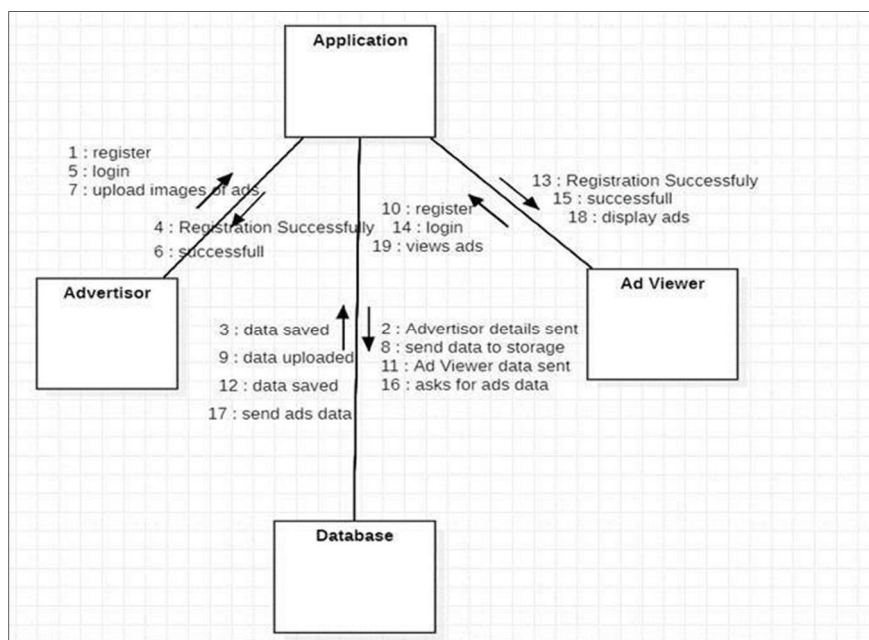 Application
1 : register
5 : login
7 : upload images of ads
4 : Registration Successfully
6 : successfull
13 : Registration Successfuly
15 : successfull
18 : display ads
10 : register
14 : login
19 : views ads
Advertisor
Ad Viewer
3 : data saved
9 : data uploaded
12 : data saved
17 : send ads data
2 : Advertisor details sent
8 : send data to storage
11 : Ad Viewer data sent
16 : asks for ads data
Database